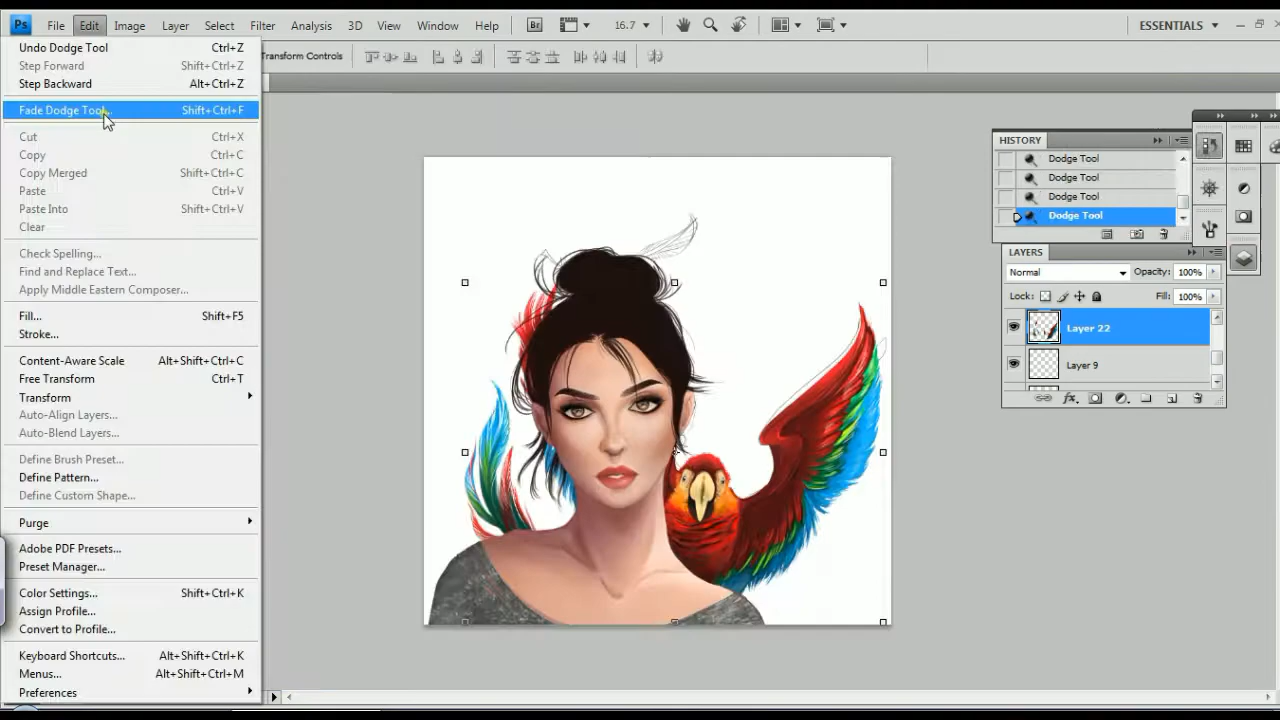 Ps File Edit Image Layer Select Filter Analysis 3D View Window Help Br 16.7 ESSENTIALS
Transform Controls
Undo Dodge Tool Ctrl+Z
Step Forward Shift+Ctrl+Z
Step Backward Alt+Ctrl+Z
Fade Dodge Tool... Shift+Ctrl+F
Cut Ctrl+X
Copy Ctrl+C
Copy Merged Shift+Ctrl+C
Paste Ctrl+V
Paste Into Shift+Ctrl+V
Clear
Check Spelling...
Find and Replace Text...
Apply Middle Eastern Composer...
Fill... Shift+F5
Stroke...
Content-Aware Scale Alt+Shift+Ctrl+C
Free Transform Ctrl+T
Transform
Auto-Align Layers...
Auto-Blend Layers...
Define Brush Preset...
Define Pattern...
Define Custom Shape...
Purge
Adobe PDF Presets...
Preset Manager...
Color Settings... Shift+Ctrl+K
Assign Profile...
Convert to Profile...
Keyboard Shortcuts... Alt+Shift+Ctrl+K
Menus... Alt+Shift+Ctrl+M
Preferences
HISTORY
Dodge Tool
Dodge Tool
Dodge Tool
Dodge Tool
LAYERS
Normal Opacity: 100%
Lock: Fill: 100%
Layer 22
Layer 9
fx